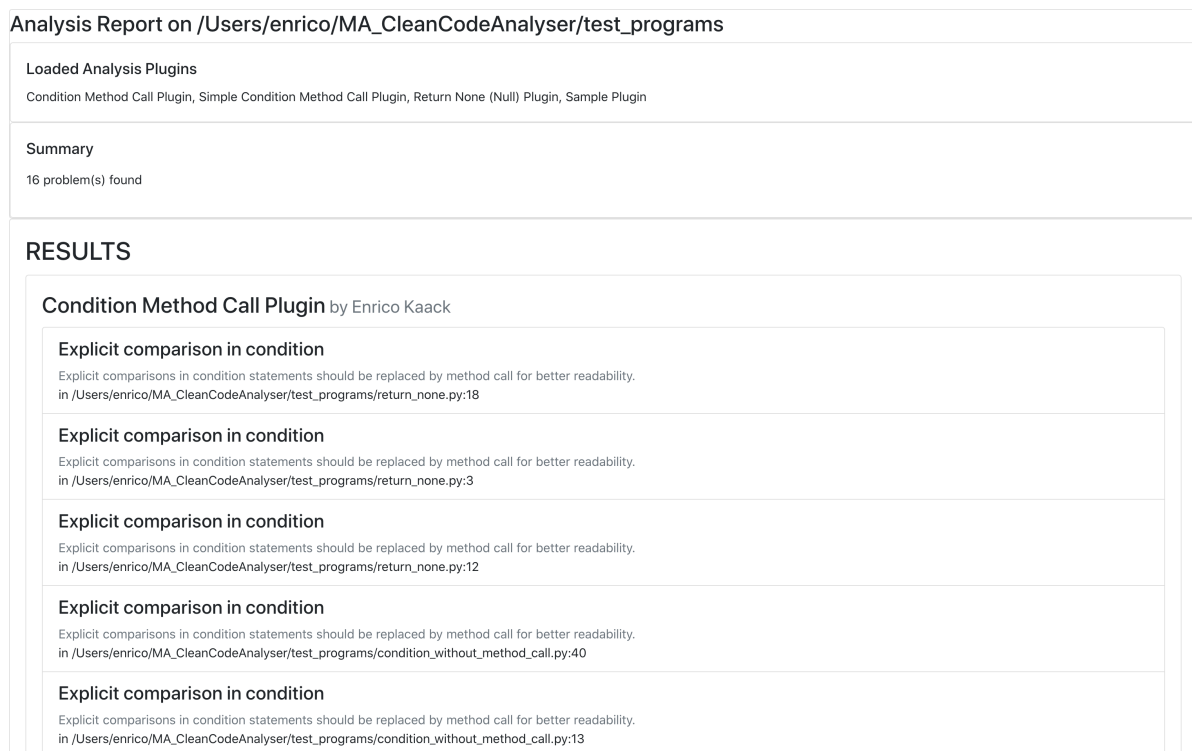 Analysis Report on /Users/enrico/MA_CleanCodeAnalyser/test_programs
Loaded Analysis Plugins
Condition Method Call Plugin, Simple Condition Method Call Plugin, Return None (Null) Plugin, Sample Plugin
Summary
16 problem(s) found
RESULTS
Condition Method Call Plugin by Enrico Kaack
Explicit comparison in condition
Explicit comparisons in condition statements should be replaced by method call for better readability.
in /Users/enrico/MA_CleanCodeAnalyser/test_programs/return_none.py:18
Explicit comparison in condition
Explicit comparisons in condition statements should be replaced by method call for better readability.
in /Users/enrico/MA_CleanCodeAnalyser/test_programs/return_none.py:3
Explicit comparison in condition
Explicit comparisons in condition statements should be replaced by method call for better readability.
in /Users/enrico/MA_CleanCodeAnalyser/test_programs/return_none.py:12
Explicit comparison in condition
Explicit comparisons in condition statements should be replaced by method call for better readability.
in /Users/enrico/MA_CleanCodeAnalyser/test_programs/condition_without_method_call.py:40
Explicit comparison in condition
Explicit comparisons in condition statements should be replaced by method call for better readability.
in /Users/enrico/MA_CleanCodeAnalyser/test_programs/condition_without_method_call.py:13